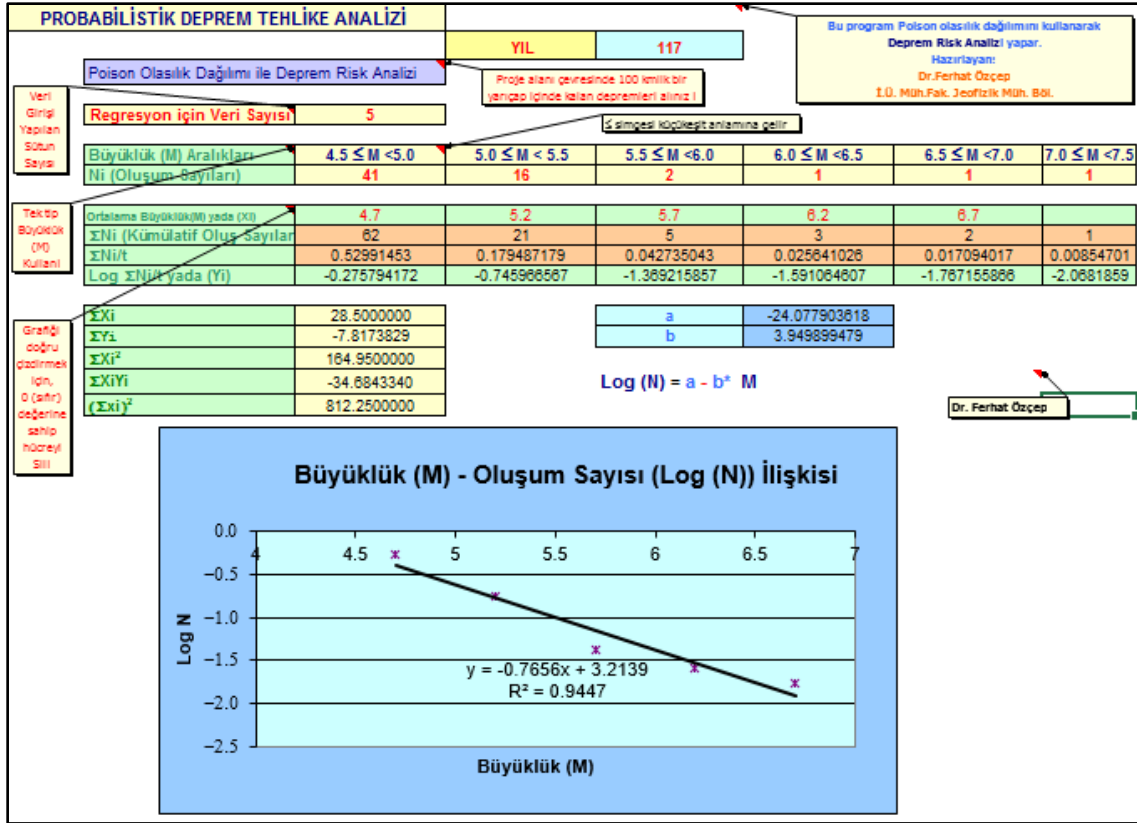 PROBABİLİSTİK DEPREM TEHLİKE ANALİZİ
YIL 117
Poison Olasılık Dağılımı ile Deprem Risk Analizi
Proje alanı çevresinde 100 kmlik bir
yarıçap içinde kalan depremleri alınız !
Bu program Poison olasılık dağılımını kullanarak
Deprem Risk Analizi yapar.
Hazırlayan:
Dr.Ferhat Özçep
İ.Ü. Müh.Fak. Jeofizik Müh. Böl.
Veri
Girişi
Yapılan
Sütun
Sayısı
Regresyon için Veri Sayısı 5
≤ simgesi küçükeşit anlamına gelir
Büyüklük (M) Aralıkları 4.5 ≤ M <5.0 5.0 ≤ M < 5.5 5.5 ≤ M <6.0 6.0 ≤ M <6.5 6.5 ≤ M <7.0 7.0 ≤ M <7.5
Ni (Oluşum Sayıları) 41 16 2 1 1 1
Tek tip
Büyüklük
(M)
Kullani
Ortalama Büyüklük(M) yada (Xi) 4.7 5.2 5.7 6.2 6.7
ΣNi (Kümülatif Oluş Sayılar 62 21 5 3 2 1
ΣNi/t 0.52991453 0.179487179 0.042735043 0.025641026 0.017094017 0.00854701
Log ΣNi/t yada (Yi) -0.275794172 -0.745966567 -1.369215857 -1.591064607 -1.767155866 -2.0681859
Grafiği
doğru
çizdirmek
için,
0 (sıfır)
değerine
sahip
hücreyi
Sili
ΣXi 28.5000000
ΣYi -7.8173829
ΣXi² 164.9500000
ΣXiYi -34.6843340
(Σxi)² 812.2500000
a -24.077903618
b 3.949899479
Log (N) = a - b* M
Dr. Ferhat Özçep
Büyüklük (M) - Oluşum Sayısı (Log (N)) İlişkisi
0.0
4 4.5 5 5.5 6 6.5 7
−0.5
−1.0
−1.5
−2.0
−2.5
Log N
y = -0.7656x + 3.2139
R² = 0.9447
Büyüklük (M)